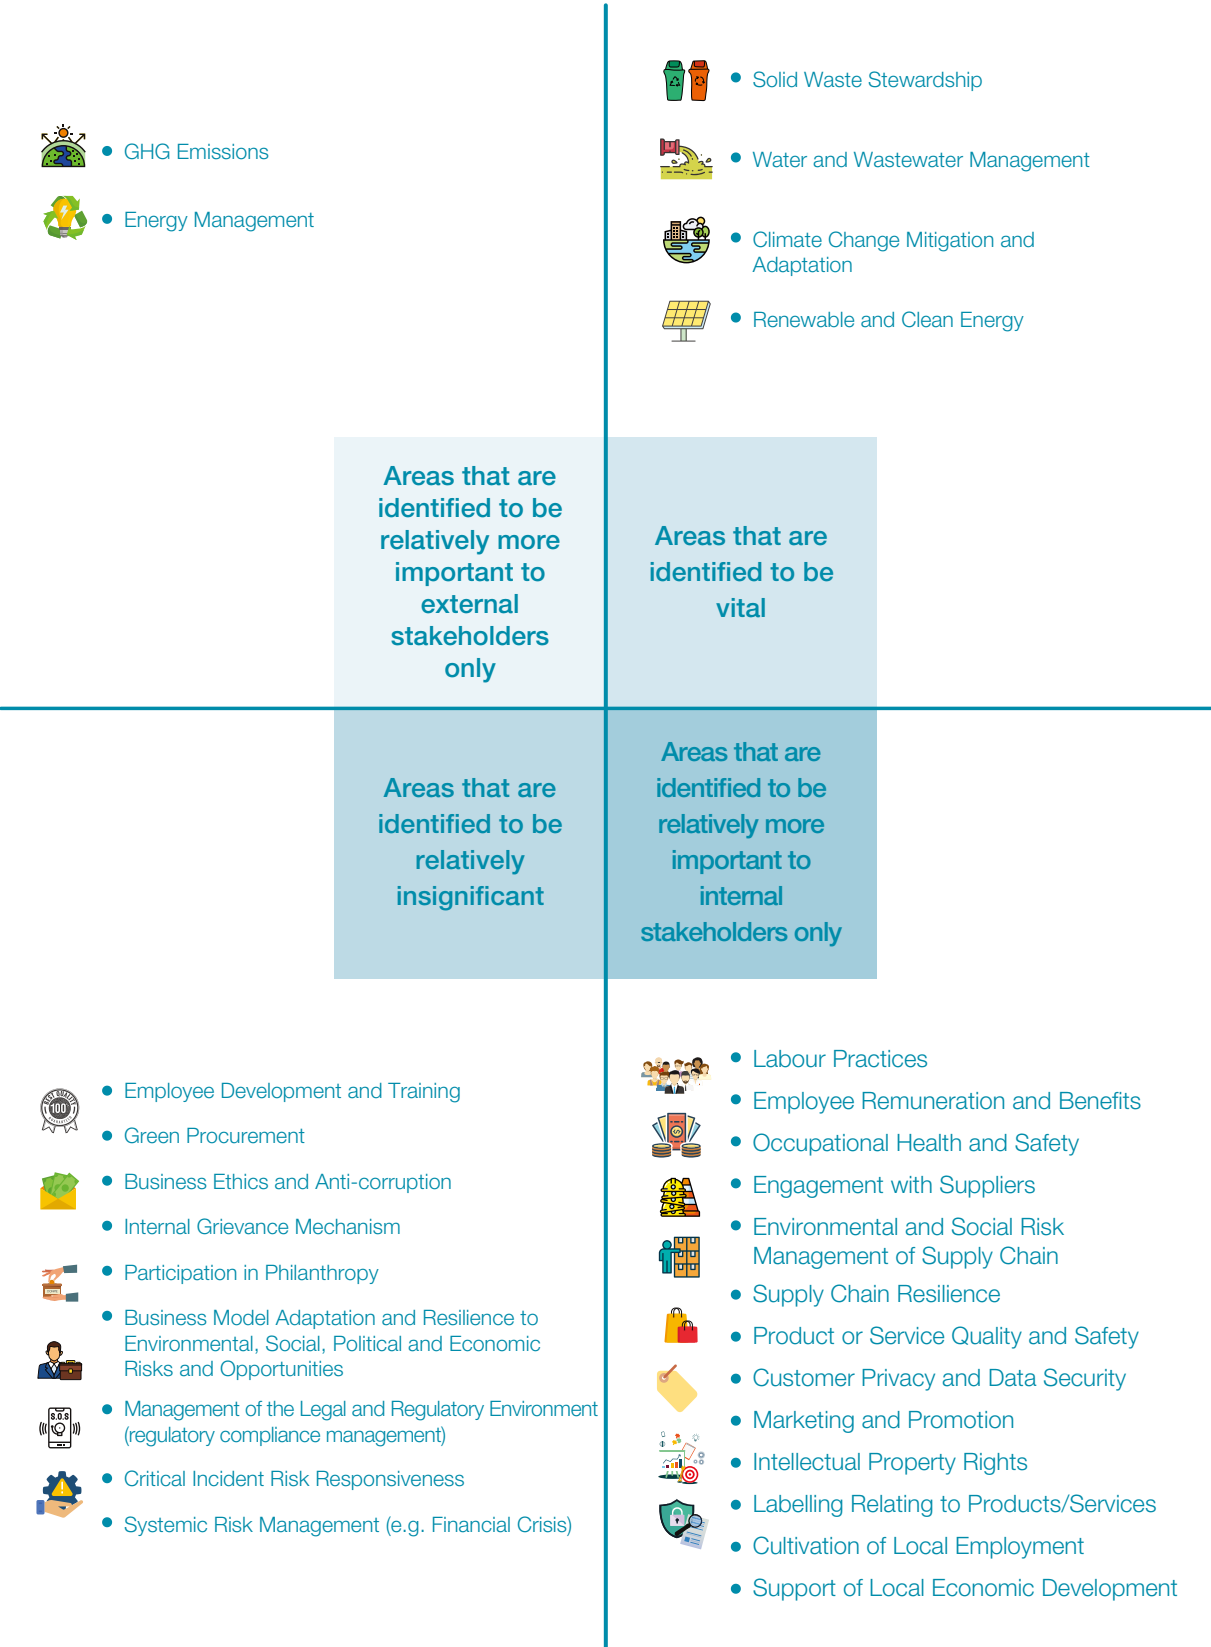 GHG Emissions
Energy Management
Solid Waste Stewardship
Water and Wastewater Management
Climate Change Mitigation and
Adaptation
Renewable and Clean Energy
Areas that are
identified to be
relatively more
important to
external
stakeholders
only
Areas that are
identified to be
vital
Areas that are
identified to be
relatively
insignificant
Areas that are
identified to be
relatively more
important to
internal
stakeholders only
BEST QUALITY
100
Employee Development and Training
Green Procurement
Business Ethics and Anti-corruption
Internal Grievance Mechanism
Participation in Philanthropy
Business Model Adaptation and Resilience to
Environmental, Social, Political and Economic
Risks and Opportunities
S.O.S
Management of the Legal and Regulatory Environment
(regulatory compliance management)
Critical Incident Risk Responsiveness
Systemic Risk Management (e.g. Financial Crisis)
Labour Practices
Employee Remuneration and Benefits
Occupational Health and Safety
Engagement with Suppliers
Environmental and Social Risk
Management of Supply Chain
Supply Chain Resilience
Product or Service Quality and Safety
Customer Privacy and Data Security
Marketing and Promotion
Intellectual Property Rights
Labelling Relating to Products/Services
Cultivation of Local Employment
Support of Local Economic Development